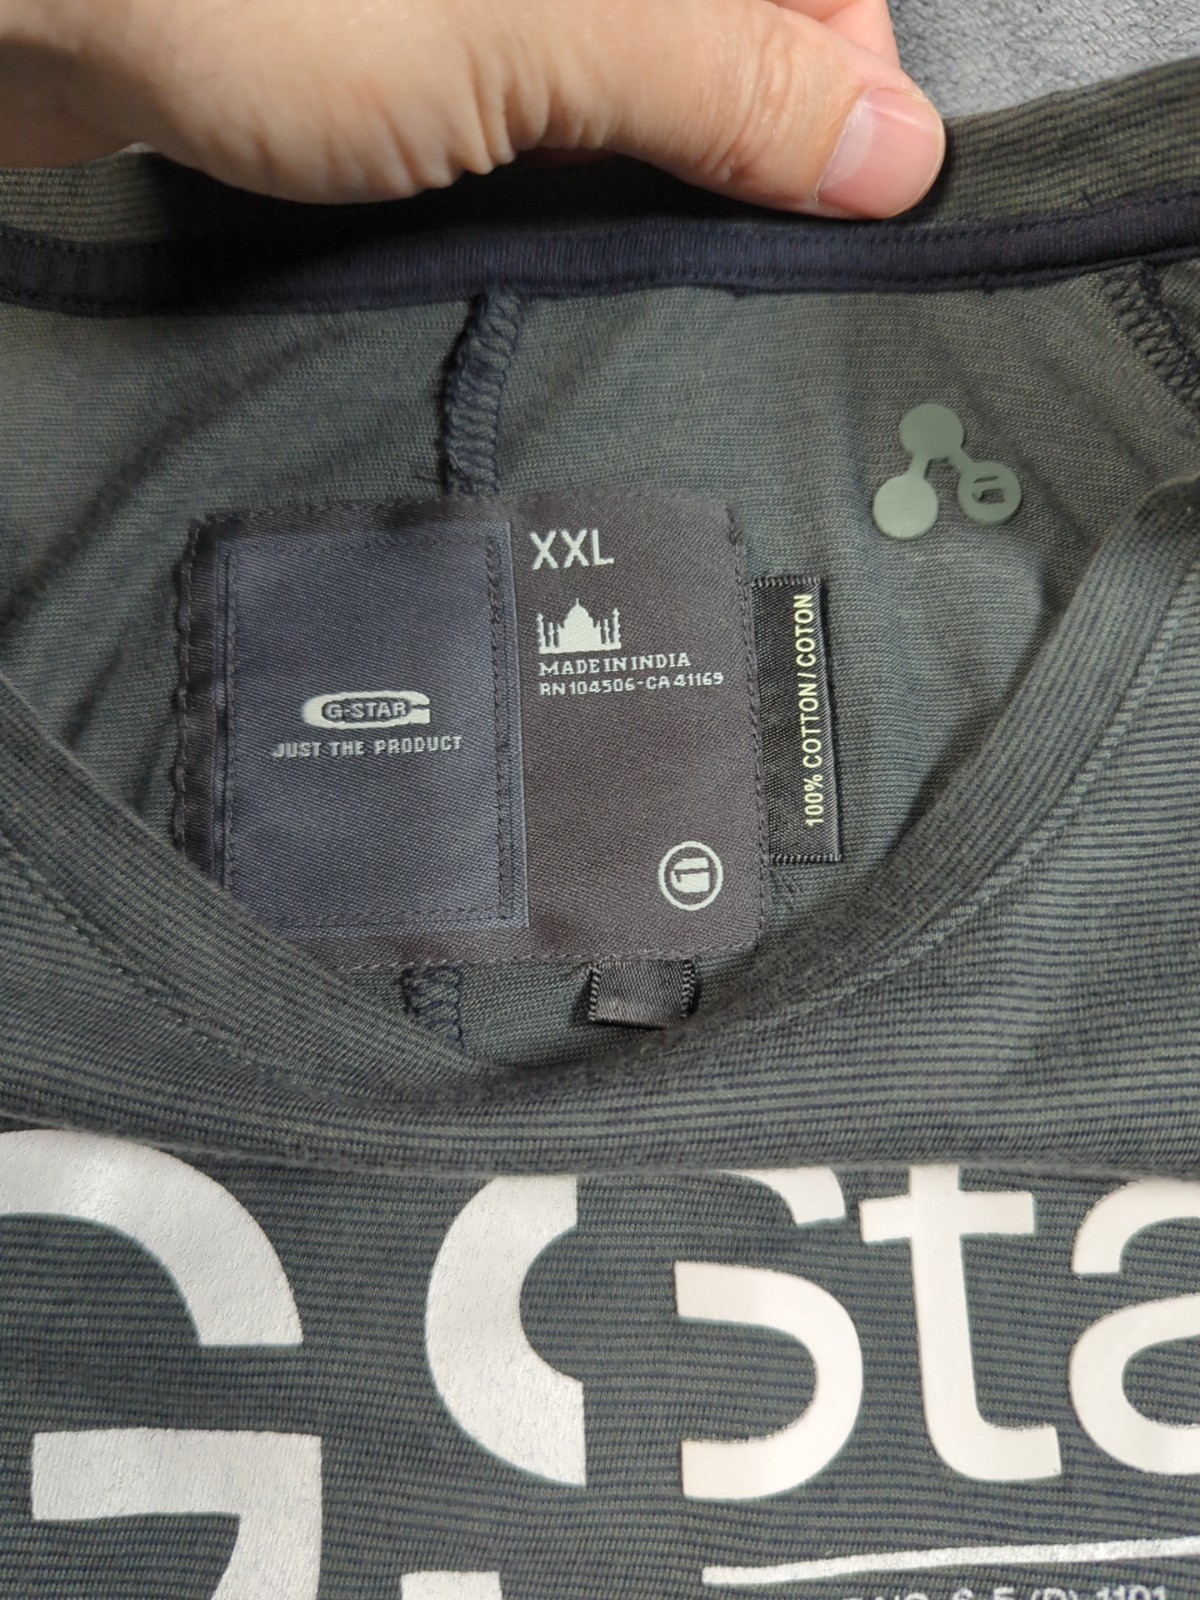 XXL
MADE IN INDIA
RN 104506-CA 41169
G-STAR
JUST THE PRODUCT
100% COTTON / COTON
G
Sta